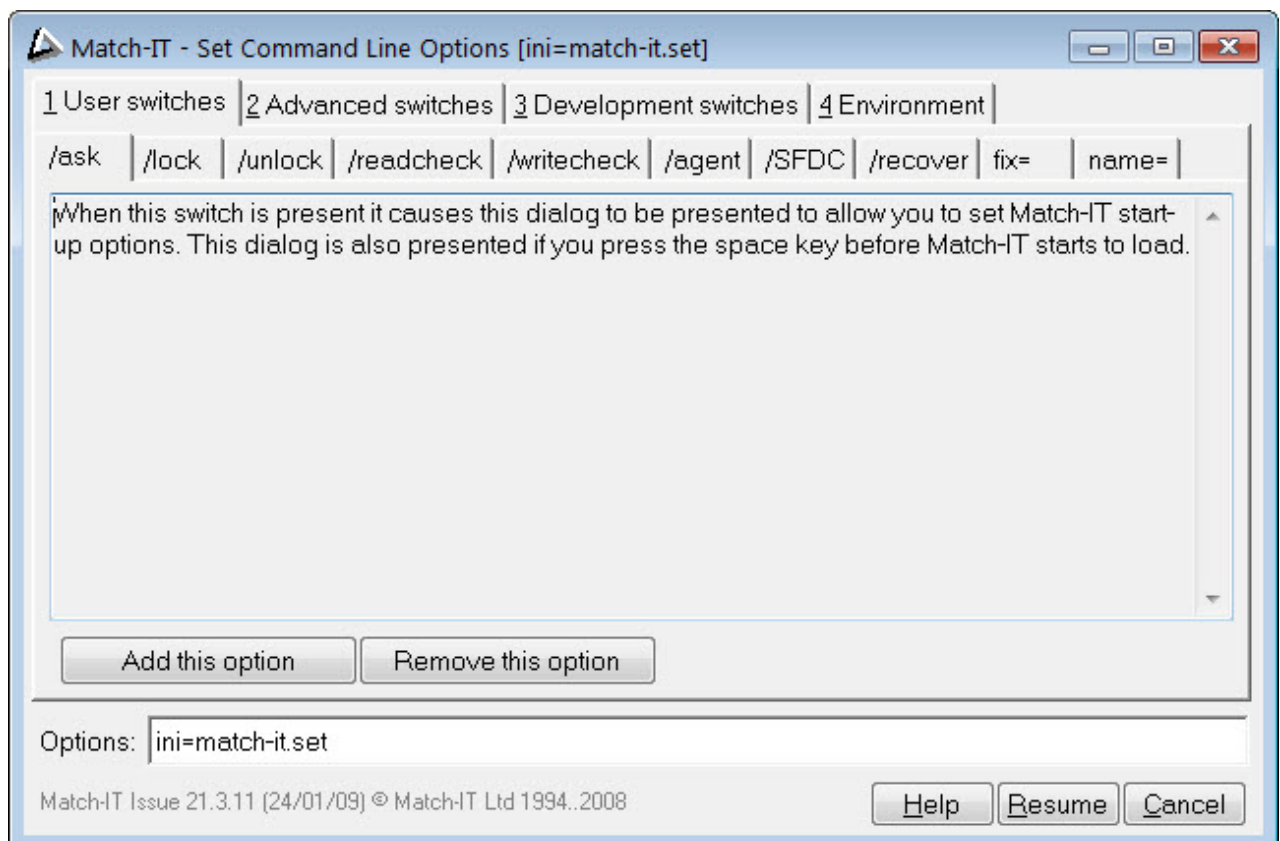 Match-IT - Set Command Line Options [ini=match-it.set]
1 User switches 2 Advanced switches 3 Development switches 4 Environment
/ask /lock /unlock /readcheck /writecheck /agent /SFDC /recover fix= name=
When this switch is present it causes this dialog to be presented to allow you to set Match-IT start-
up options. This dialog is also presented if you press the space key before Match-IT starts to load.
Add this option Remove this option
Options: ini=match-it.set
Match-IT Issue 21.3.11 (24/01/09) © Match-IT Ltd 1994..2008 Help Resume Cancel